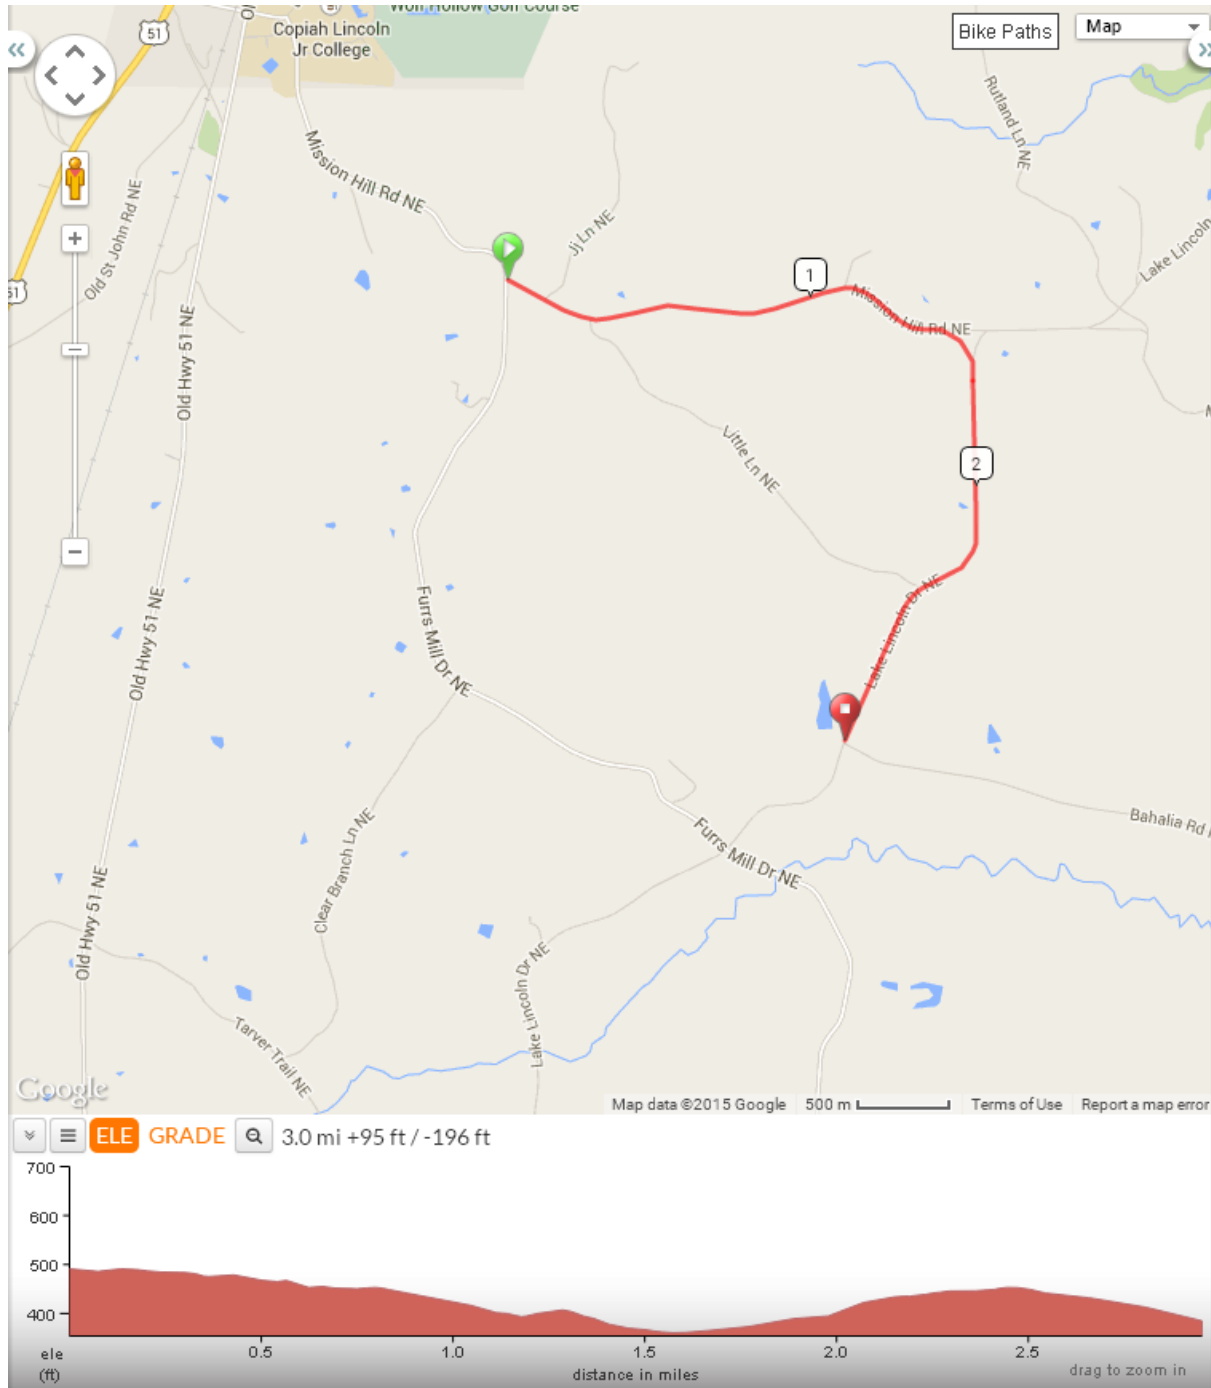 Wolf Hollow Golf Course
51
Copiah Lincoln
Jr College
Bike Paths
Map
51
Rutland Ln NE
Mission Hill Rd NE
Old St John Rd NE
Jj Ln NE
Lake Lincoln
51
1
Mission Hill Rd NE
Old Hwy 51 NE
Little Ln NE
2
Lake Lincoln Dr NE
Furrs Mill Dr NE
Old Hwy 51 NE
Bahalia Rd
Clear Branch Ln NE
Furrs Mill Dr NE
Old Hwy 51 NE
Lake Lincoln Dr NE
Tarver Trail NE
Google
Map data ©2015 Google 500 m Terms of Use Report a map error
ELE GRADE 3.0 mi +95 ft / -196 ft
700
600
500
400
ele 0.5 1.0 1.5 2.0 2.5
(ft) distance in miles drag to zoom in